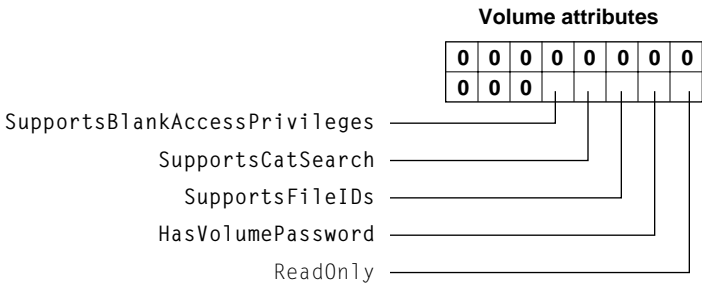 Volume attributes
0 0 0 0 0 0 0 0
0 0 0
SupportsBlankAccessPrivileges
SupportsCatSearch
SupportsFileIDs
HasVolumePassword
ReadOnly